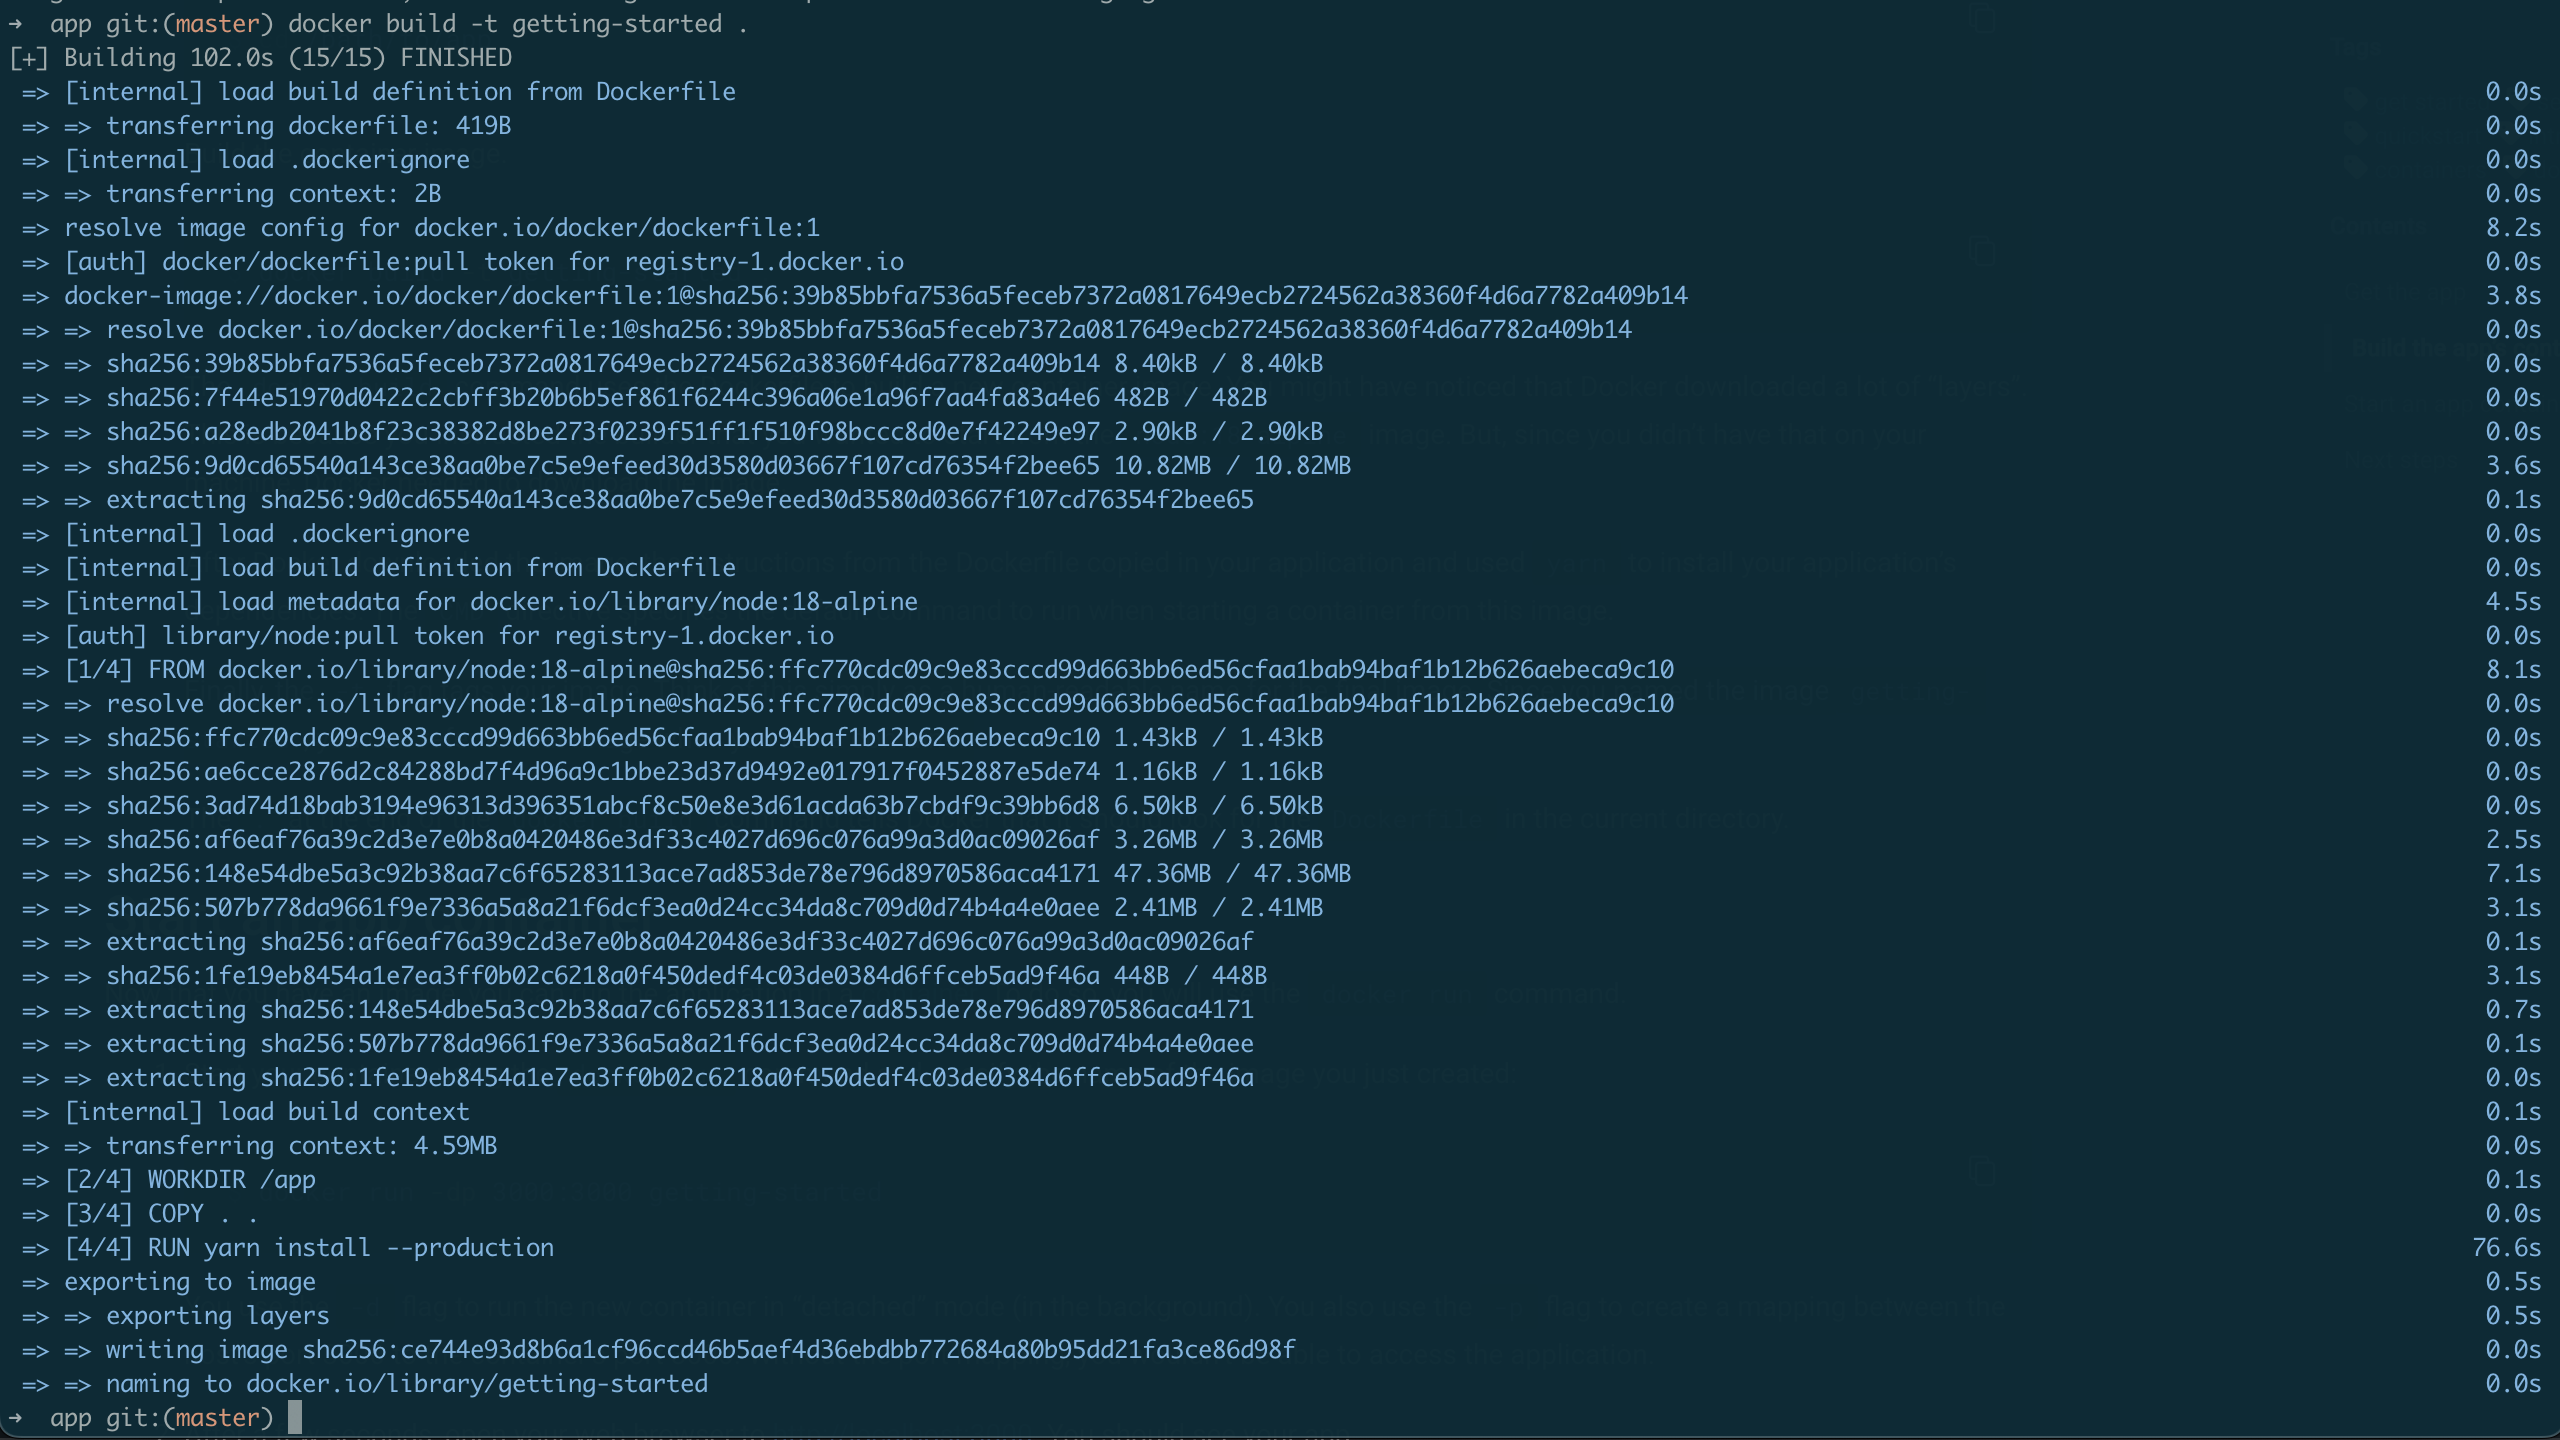 →  app git:(master) docker build -t getting-started .
[+] Building 102.0s (15/15) FINISHED
=> [internal] load build definition from Dockerfile 0.0s
=> => transferring dockerfile: 419B 0.0s
=> [internal] load .dockerignore 0.0s
=> => transferring context: 2B 0.0s
=> resolve image config for docker.io/docker/dockerfile:1 8.2s
=> [auth] docker/dockerfile:pull token for registry-1.docker.io 0.0s
=> docker-image://docker.io/docker/dockerfile:1@sha256:39b85bbfa7536a5feceb7372a0817649ecb2724562a38360f4d6a7782a409b14 3.8s
=> => resolve docker.io/docker/dockerfile:1@sha256:39b85bbfa7536a5feceb7372a0817649ecb2724562a38360f4d6a7782a409b14 0.0s
=> => sha256:39b85bbfa7536a5feceb7372a0817649ecb2724562a38360f4d6a7782a409b14 8.40kB / 8.40kB 0.0s
=> => sha256:7f44e51970d0422c2cbff3b20b6b5ef861f6244c396a06e1a96f7aa4fa83a4e6 482B / 482B 0.0s
=> => sha256:a28edb2041b8f23c38382d8be273f0239f51ff1f510f98bccc8d0e7f42249e97 2.90kB / 2.90kB 0.0s
=> => sha256:9d0cd65540a143ce38aa0be7c5e9efeed30d3580d03667f107cd76354f2bee65 10.82MB / 10.82MB 3.6s
=> => extracting sha256:9d0cd65540a143ce38aa0be7c5e9efeed30d3580d03667f107cd76354f2bee65 0.1s
=> [internal] load .dockerignore 0.0s
=> [internal] load build definition from Dockerfile 0.0s
=> [internal] load metadata for docker.io/library/node:18-alpine 4.5s
=> [auth] library/node:pull token for registry-1.docker.io 0.0s
=> [1/4] FROM docker.io/library/node:18-alpine@sha256:ffc770cdc09c9e83cccd99d663bb6ed56cfaa1bab94baf1b12b626aebeca9c10 8.1s
=> => resolve docker.io/library/node:18-alpine@sha256:ffc770cdc09c9e83cccd99d663bb6ed56cfaa1bab94baf1b12b626aebeca9c10 0.0s
=> => sha256:ffc770cdc09c9e83cccd99d663bb6ed56cfaa1bab94baf1b12b626aebeca9c10 1.43kB / 1.43kB 0.0s
=> => sha256:ae6cce2876d2c84288bd7f4d96a9c1bbe23d37d9492e017917f0452887e5de74 1.16kB / 1.16kB 0.0s
=> => sha256:3ad74d18bab3194e96313d396351abcf8c50e8e3d61acda63b7cbdf9c39bb6d8 6.50kB / 6.50kB 0.0s
=> => sha256:af6eaf76a39c2d3e7e0b8a0420486e3df33c4027d696c076a99a3d0ac09026af 3.26MB / 3.26MB 2.5s
=> => sha256:148e54dbe5a3c92b38aa7c6f65283113ace7ad853de78e796d8970586aca4171 47.36MB / 47.36MB 7.1s
=> => sha256:507b778da9661f9e7336a5a8a21f6dcf3ea0d24cc34da8c709d0d74b4a4e0aee 2.41MB / 2.41MB 3.1s
=> => extracting sha256:af6eaf76a39c2d3e7e0b8a0420486e3df33c4027d696c076a99a3d0ac09026af 0.1s
=> => sha256:1fe19eb8454a1e7ea3ff0b02c6218a0f450dedf4c03de0384d6ffceb5ad9f46a 448B / 448B 3.1s
=> => extracting sha256:148e54dbe5a3c92b38aa7c6f65283113ace7ad853de78e796d8970586aca4171 0.7s
=> => extracting sha256:507b778da9661f9e7336a5a8a21f6dcf3ea0d24cc34da8c709d0d74b4a4e0aee 0.1s
=> => extracting sha256:1fe19eb8454a1e7ea3ff0b02c6218a0f450dedf4c03de0384d6ffceb5ad9f46a 0.0s
=> [internal] load build context 0.1s
=> => transferring context: 4.59MB 0.0s
=> [2/4] WORKDIR /app 0.1s
=> [3/4] COPY . . 0.0s
=> [4/4] RUN yarn install --production 76.6s
=> exporting to image 0.5s
=> => exporting layers 0.5s
=> => writing image sha256:ce744e93d8b6a1cf96ccd46b5aef4d36ebdbb772684a80b95dd21fa3ce86d98f 0.0s
=> => naming to docker.io/library/getting-started 0.0s
→  app git:(master)